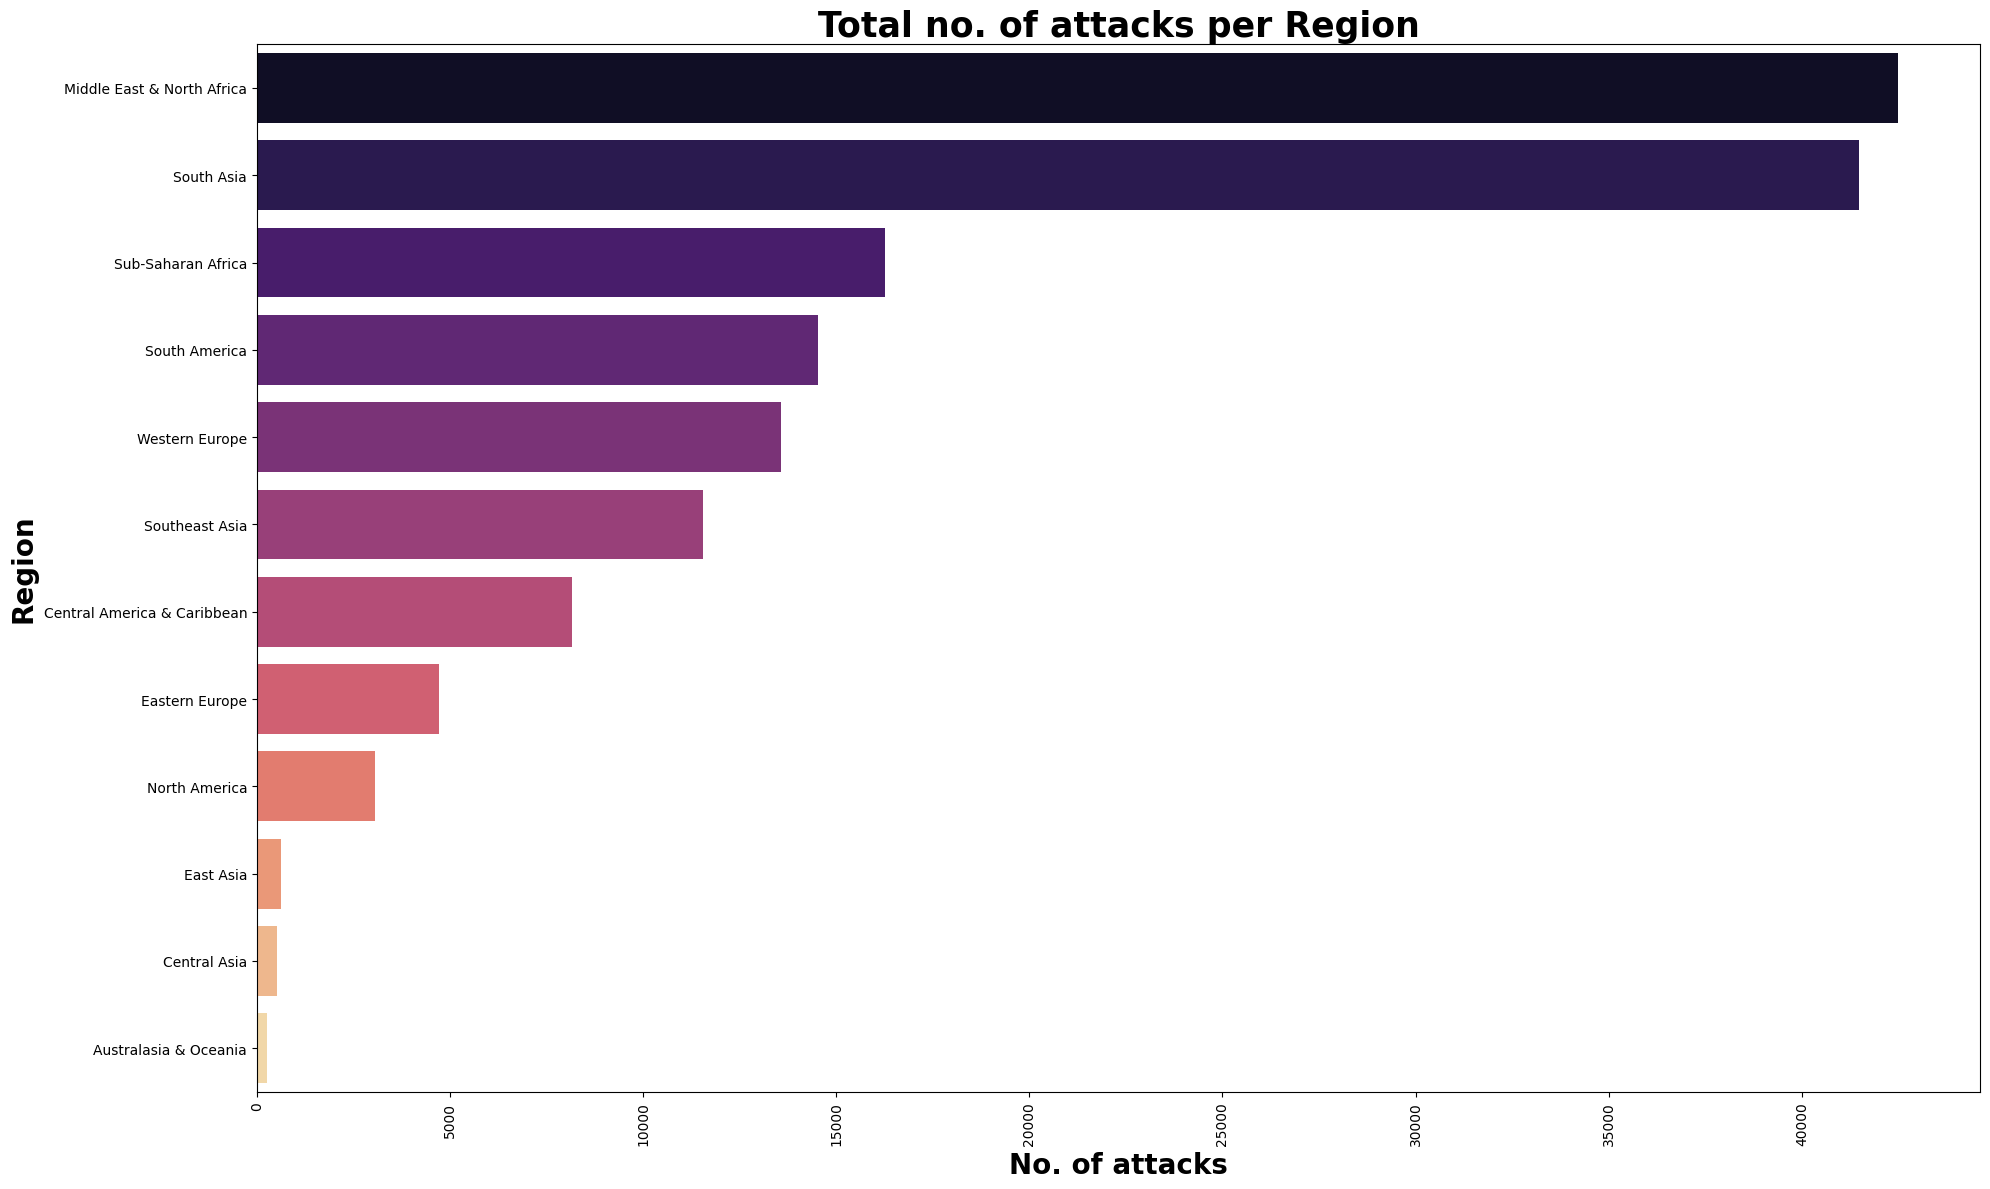 Total no. of attacks per Region
Middle East & North Africa
South Asia
Sub-Saharan Africa
South America
Western Europe
Southeast Asia
Central America & Caribbean
Eastern Europe
North America
East Asia
Central Asia
Australasia & Oceania
Region
0
5000
10000
15000
20000
25000
30000
35000
40000
No. of attacks